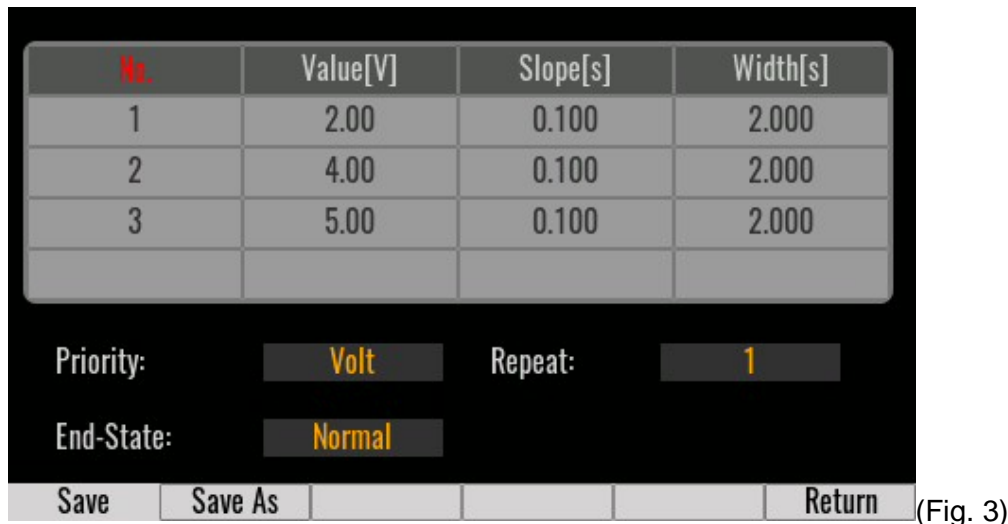 No. Value[V] Slope[s] Width[s]
1 2.00 0.100 2.000
2 4.00 0.100 2.000
3 5.00 0.100 2.000
Priority: Volt Repeat: 1
End-State: Normal
Save Save As Return
(Fig. 3)